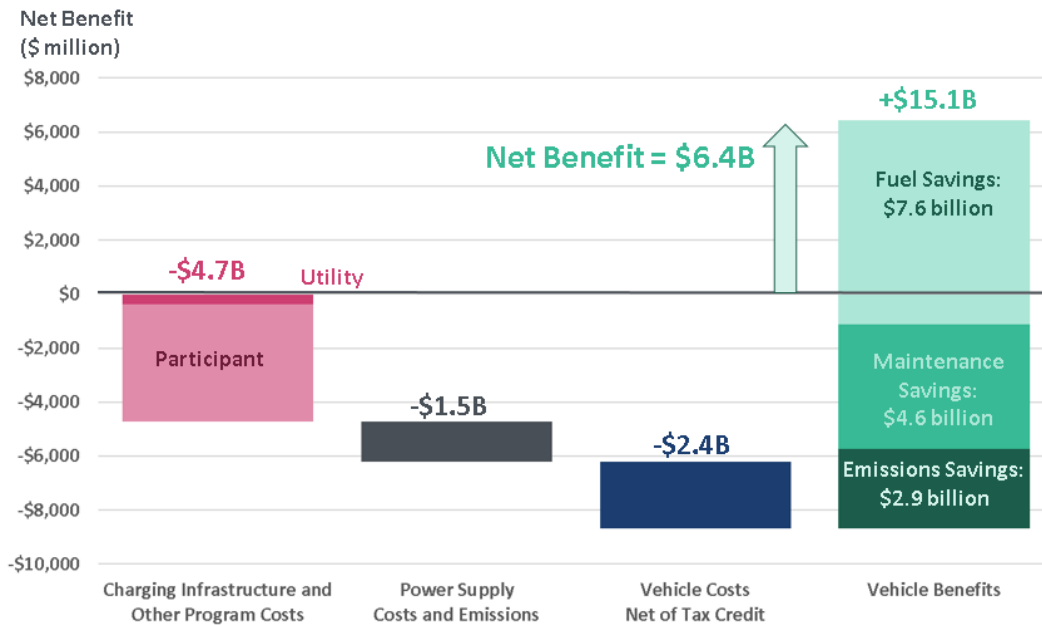 Net Benefit
($ million)
$8,000
$6,000
$4,000
$2,000
$0
-$2,000
-$4,000
-$6,000
-$8,000
-$10,000
-$4.7B
Utility
Participant
-$1.5B
-$2.4B
Net Benefit = $6.4B
+$15.1B
Fuel Savings:
$7.6 billion
Maintenance
Savings:
$4.6 billion
Emissions Savings:
$2.9 billion
Charging Infrastructure and
Other Program Costs
Power Supply
Costs and Emissions
Vehicle Costs
Net of Tax Credit
Vehicle Benefits